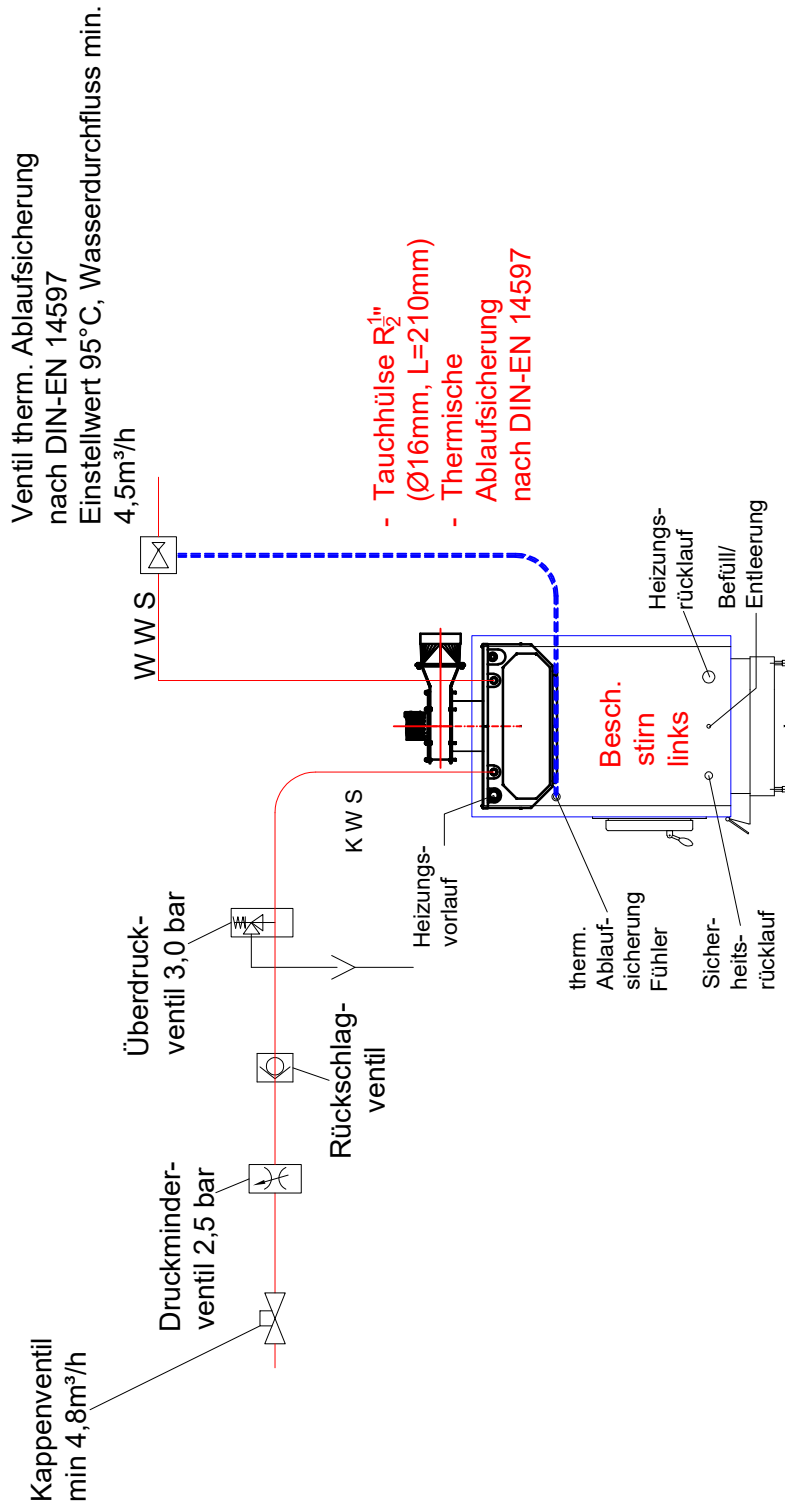 Kappenventil
min 4,8m³/h
Druckminder-
ventil 2,5 bar
Rückschlag-
ventil
Überdruck-
ventil 3,0 bar
K W S
W W S
Ventil therm. Ablaufsicherung
nach DIN-EN 14597
Einstellwert 95°C, Wasserdurchfluss min.
4,5m³/h
- Tauchhülse R1/2"
(Ø16mm, L=210mm)
- Thermische
Ablaufsicherung
nach DIN-EN 14597
Heizungs-
vorlauf
therm.
Ablauf-
sicherung
Fühler
Sicher-
heits-
rücklauf
Besch.
stirn
links
Heizungs-
rücklauf
Befüll/
Entleerung